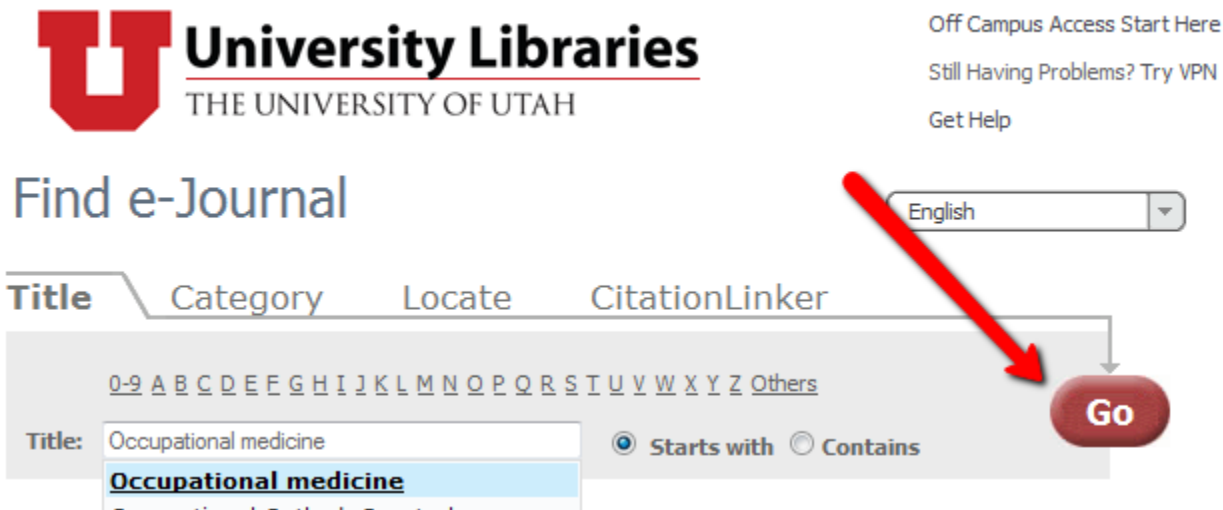 University Libraries
THE UNIVERSITY OF UTAH
Off Campus Access Start Here
Still Having Problems? Try VPN
Get Help
Find e-Journal
English
Title Category Locate CitationLinker
0-9 A B C D E F G H I J K L M N O P Q R S T U V W X Y Z Others
Go
Title: Occupational medicine Starts with Contains
Occupational medicine